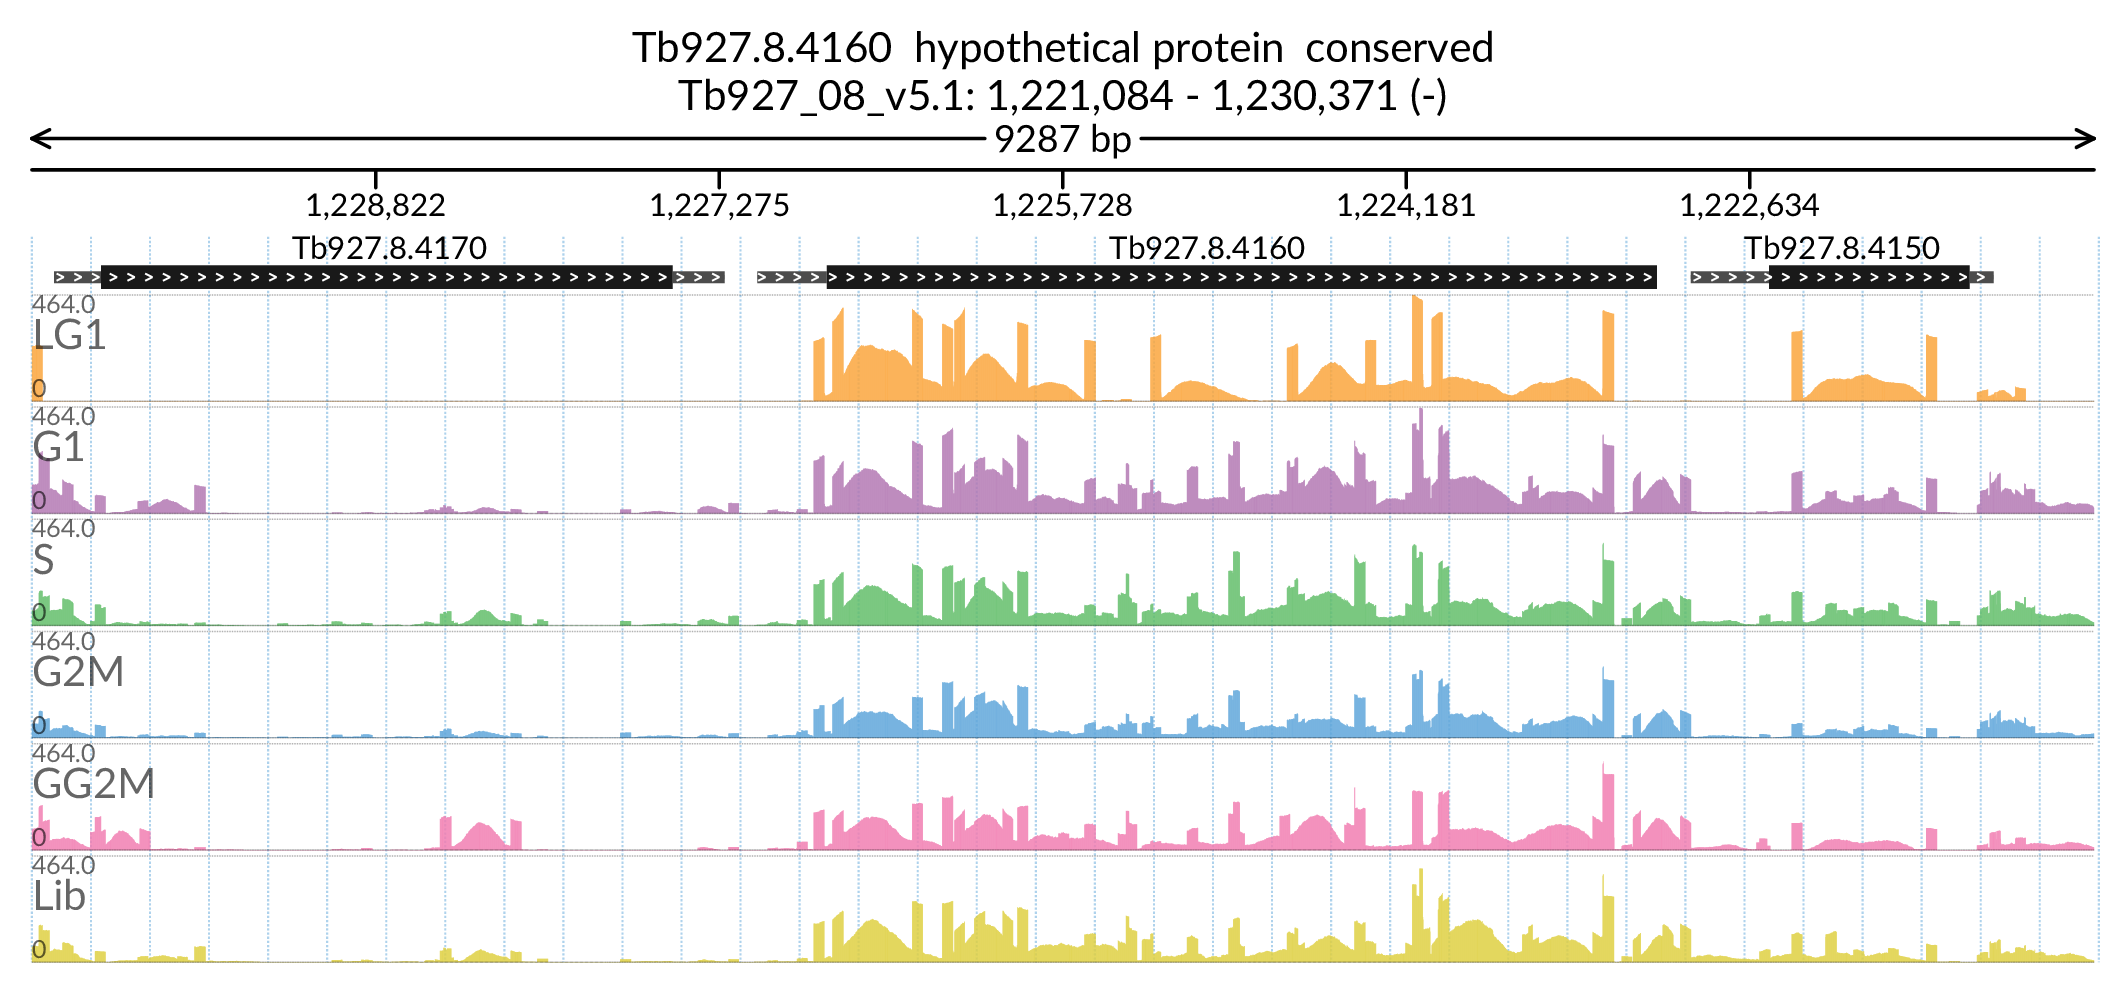 Tb927.8.4160 hypothetical protein conserved
Tb927_08_v5.1: 1,221,084 - 1,230,371 (-)
9287 bp
1,228,822 1,227,275 1,225,728 1,224,181 1,222,634
Tb927.8.4170 Tb927.8.4160 Tb927.8.4150
464.0
LG1
0
464.0
G1
0
464.0
S
0
464.0
G2M
0
464.0
GG2M
0
464.0
Lib
0